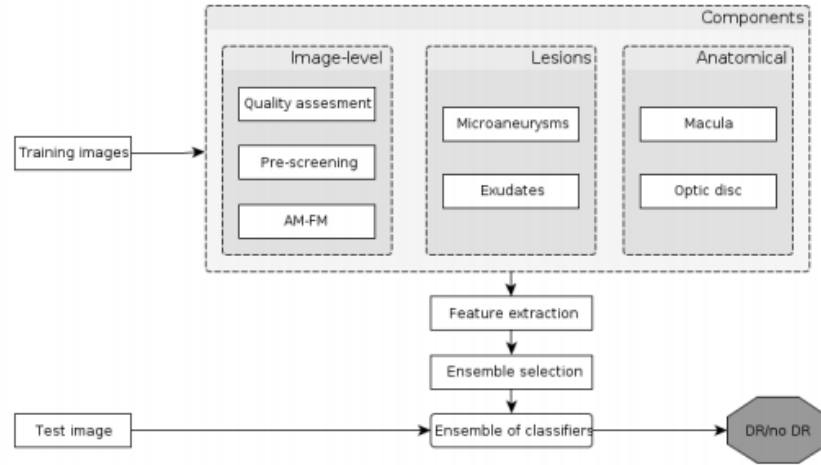 Components
Image-level
Lesions
Anatomical
Quality assesment
Microaneurysms
Macula
Training images
Pre-screening
Exudates
Optic disc
AM-FM
Feature extraction
Ensemble selection
Test image
Ensemble of classifiers
DR/no DR